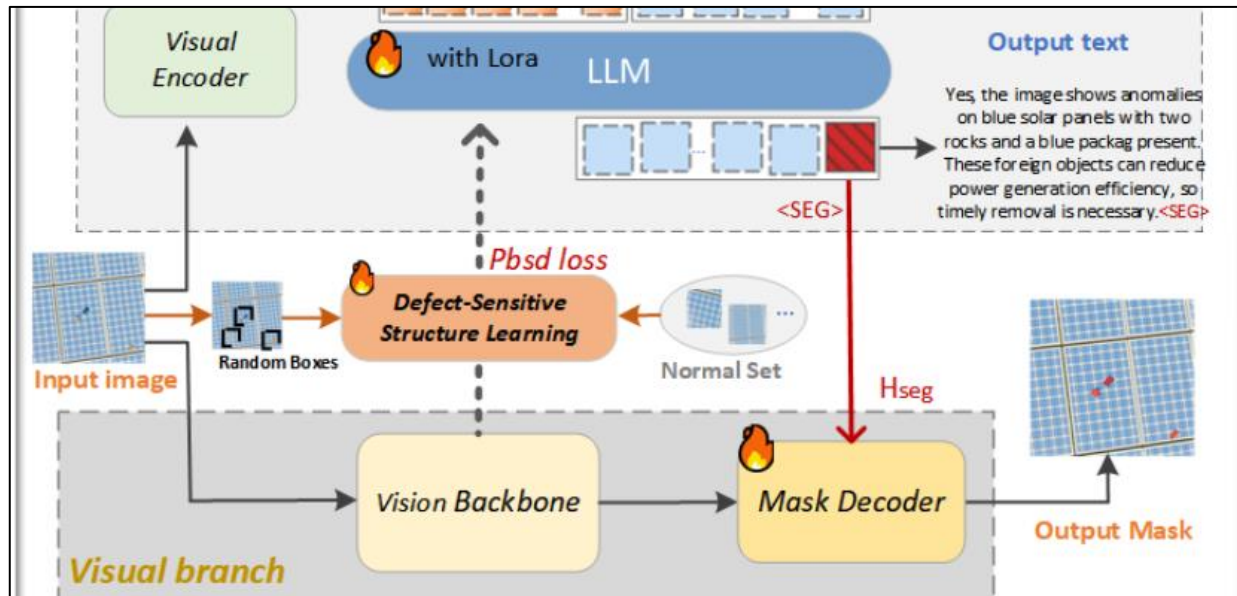 Visual
Encoder
with Lora
LLM
Output text
Yes, the image shows anomalies
on blue solar panels with two
rocks and a blue packag present.
These foreign objects can reduce
power generation efficiency, so
timely removal is necessary.<SEG>
...
<SEG>
Pbsd loss
Defect-Sensitive
Structure Learning
...
Random Boxes
Input image
Normal Set
Hseg
Vision Backbone
Mask Decoder
Output Mask
Visual branch